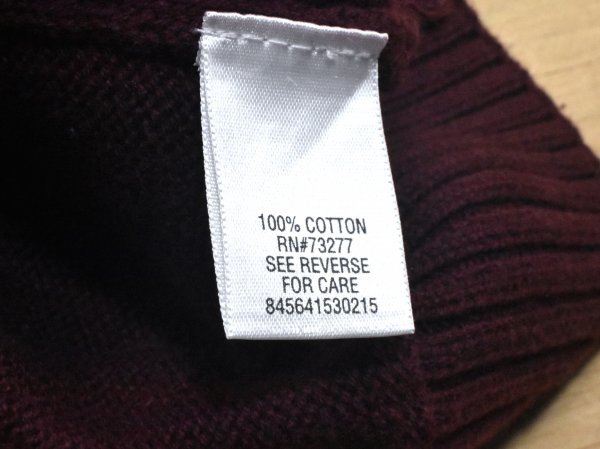 100% COTTON
RN#73277
SEE REVERSE
FOR CARE
845641530215